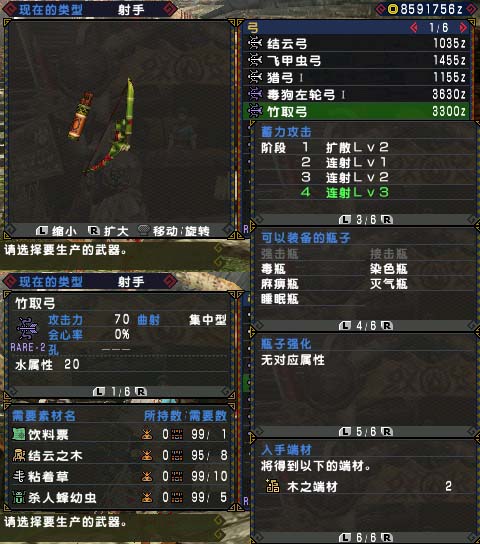 现在的类型 射手
缩小 扩大 移动/旋转
请选择要生产的武器。
8591756z
弓 1/6
结云弓 1035z
飞甲虫弓 1455z
猎弓Ⅰ 1155z
毒狗左轮弓Ⅰ 3630z
竹取弓 3300z
蓄力攻击
阶段 1 扩散Lv2
2 连射Lv1
3 连射Lv2
4 连射Lv3
L 3/6 R
可以装备的瓶子
强击瓶 接击瓶
毒瓶 染色瓶
麻痹瓶 灭气瓶
睡眠瓶
L 4/6 R
瓶子强化
无对应属性
L 5/6 R
入手端材
将得到以下的端材。
木之端材 2
L 6/6 R
现在的类型 射手
竹取弓
攻击力 70 曲射 集中型
会心率 0%
RARE-2 孔 ---
水属性 20
L 1/6 R
需要素材名 所持数/需要数
饮料票 0 99/ 1
结云之木 0 95/ 8
粘着草 0 99/10
杀人蜂幼虫 0 99/ 5
请选择要生产的武器。